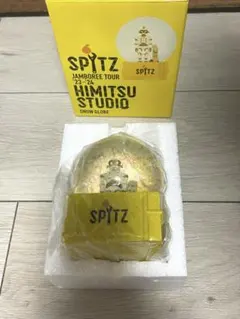 SPITZ
JAMBOREE TOUR
'23-'24
HIMITSU
STUDIO
SNOW GLOBE
SPITZ
SPITZ